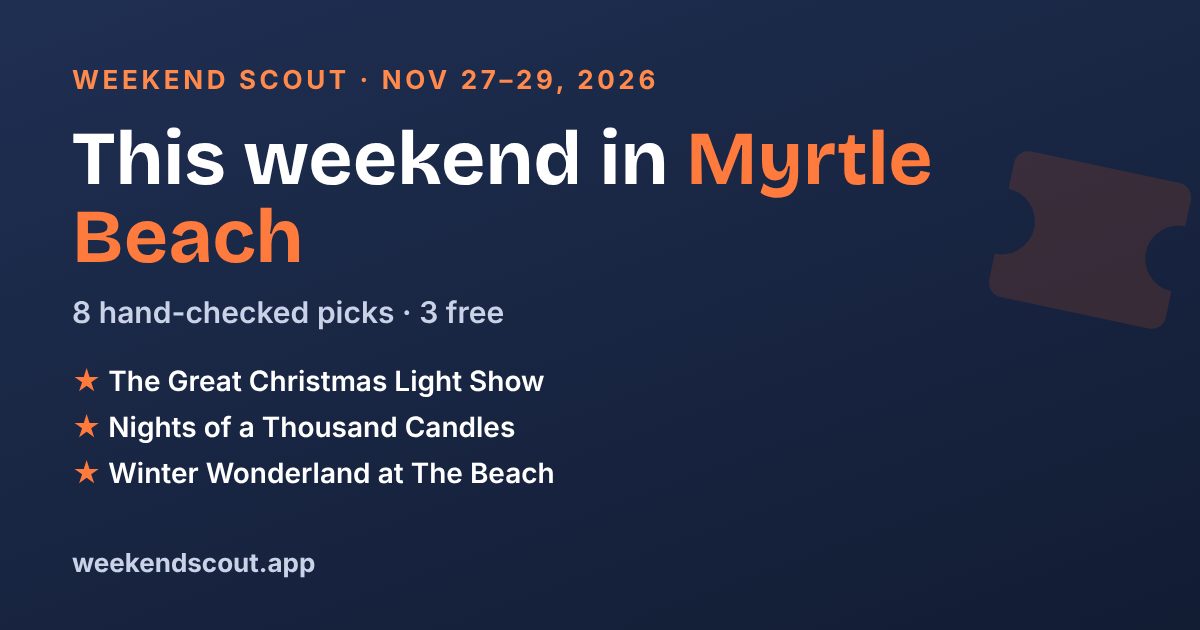 WEEKEND SCOUT · NOV 27–29, 2026
This weekend in Myrtle
Beach
8 hand-checked picks · 3 free
★ The Great Christmas Light Show
★ Nights of a Thousand Candles
★ Winter Wonderland at The Beach
weekendscout.app